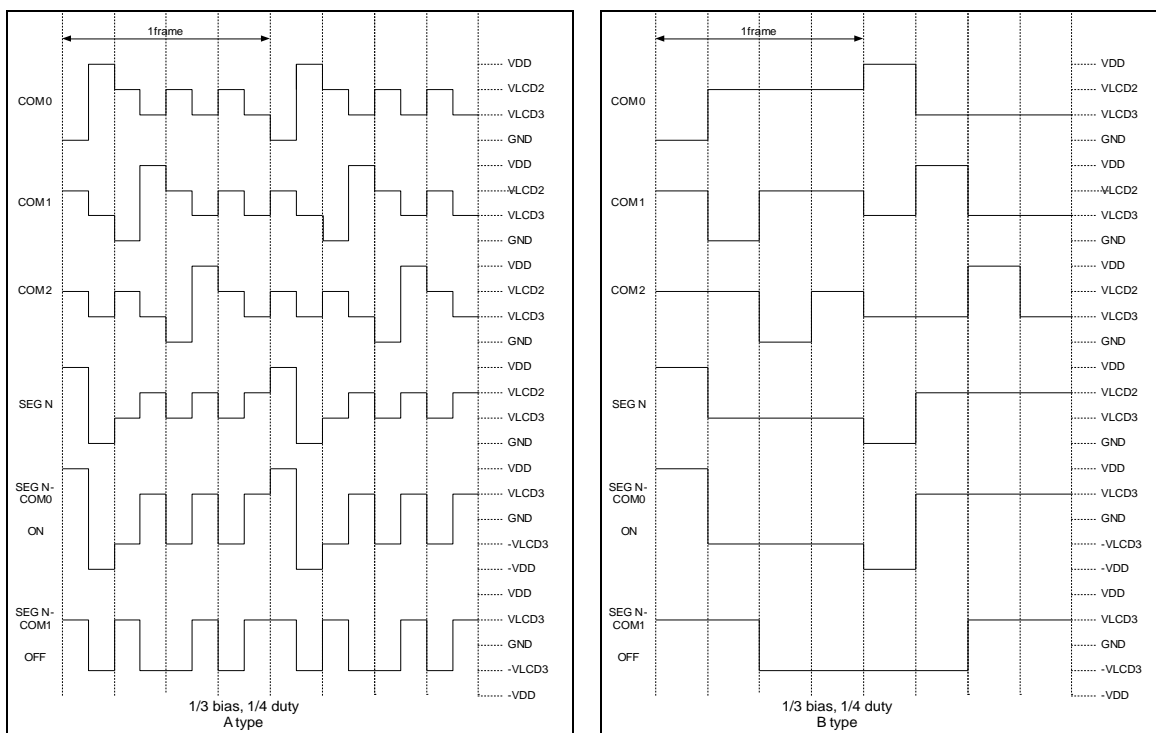 1frame
COM0
VDD
VLCD2
VLCD3
GND
COM1
VDD
VLCD2
VLCD3
GND
COM2
VDD
VLCD2
VLCD3
GND
SEG N
VDD
VLCD2
VLCD3
GND
SEG N-
COM0
ON
VDD
VLCD3
GND
-VLCD3
-VDD
SEG N-
COM1
OFF
VDD
VLCD3
GND
-VLCD3
-VDD
1/3 bias, 1/4 duty
A type
1frame
COM0
VDD
VLCD2
VLCD3
GND
COM1
VDD
VLCD2
VLCD3
GND
COM2
VDD
VLCD2
VLCD3
GND
SEG N
VDD
VLCD2
VLCD3
GND
SEG N-
COM0
ON
VDD
VLCD3
GND
-VLCD3
-VDD
SEG N-
COM1
OFF
VDD
VLCD3
GND
-VLCD3
-VDD
1/3 bias, 1/4 duty
B type